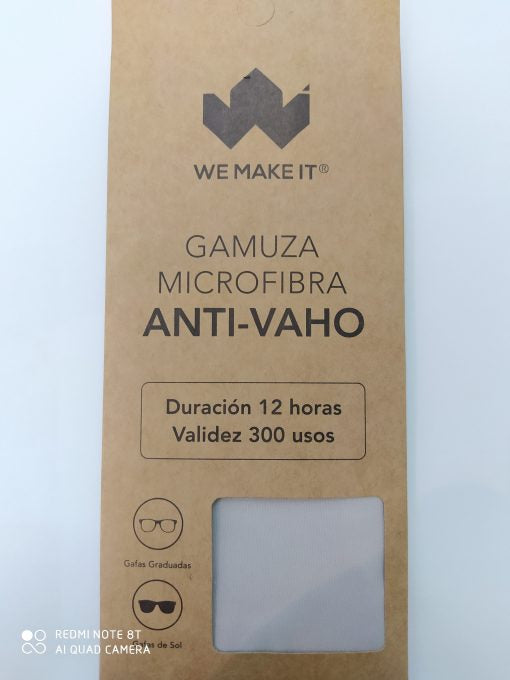 WE MAKE IT®
GAMUZA
MICROFIBRA
ANTI-VAHO
Duración 12 horas
Validez 300 usos
Gafas Graduadas
Gafas de Sol
REDMI NOTE 8T
AI QUAD CAMERA